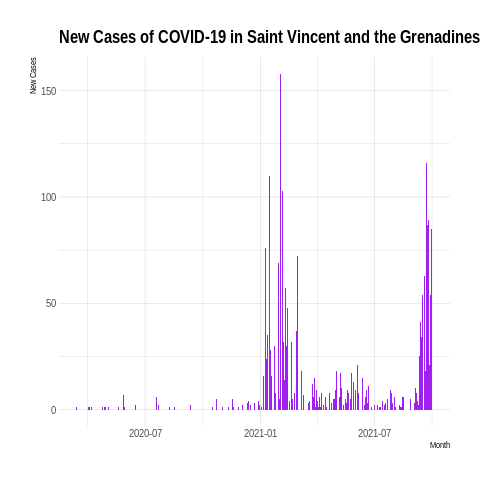 New Cases of COVID-19 in Saint Vincent and the Grenadines
New Cases
150
100
50
0
2020-07
2021-01
2021-07
Month